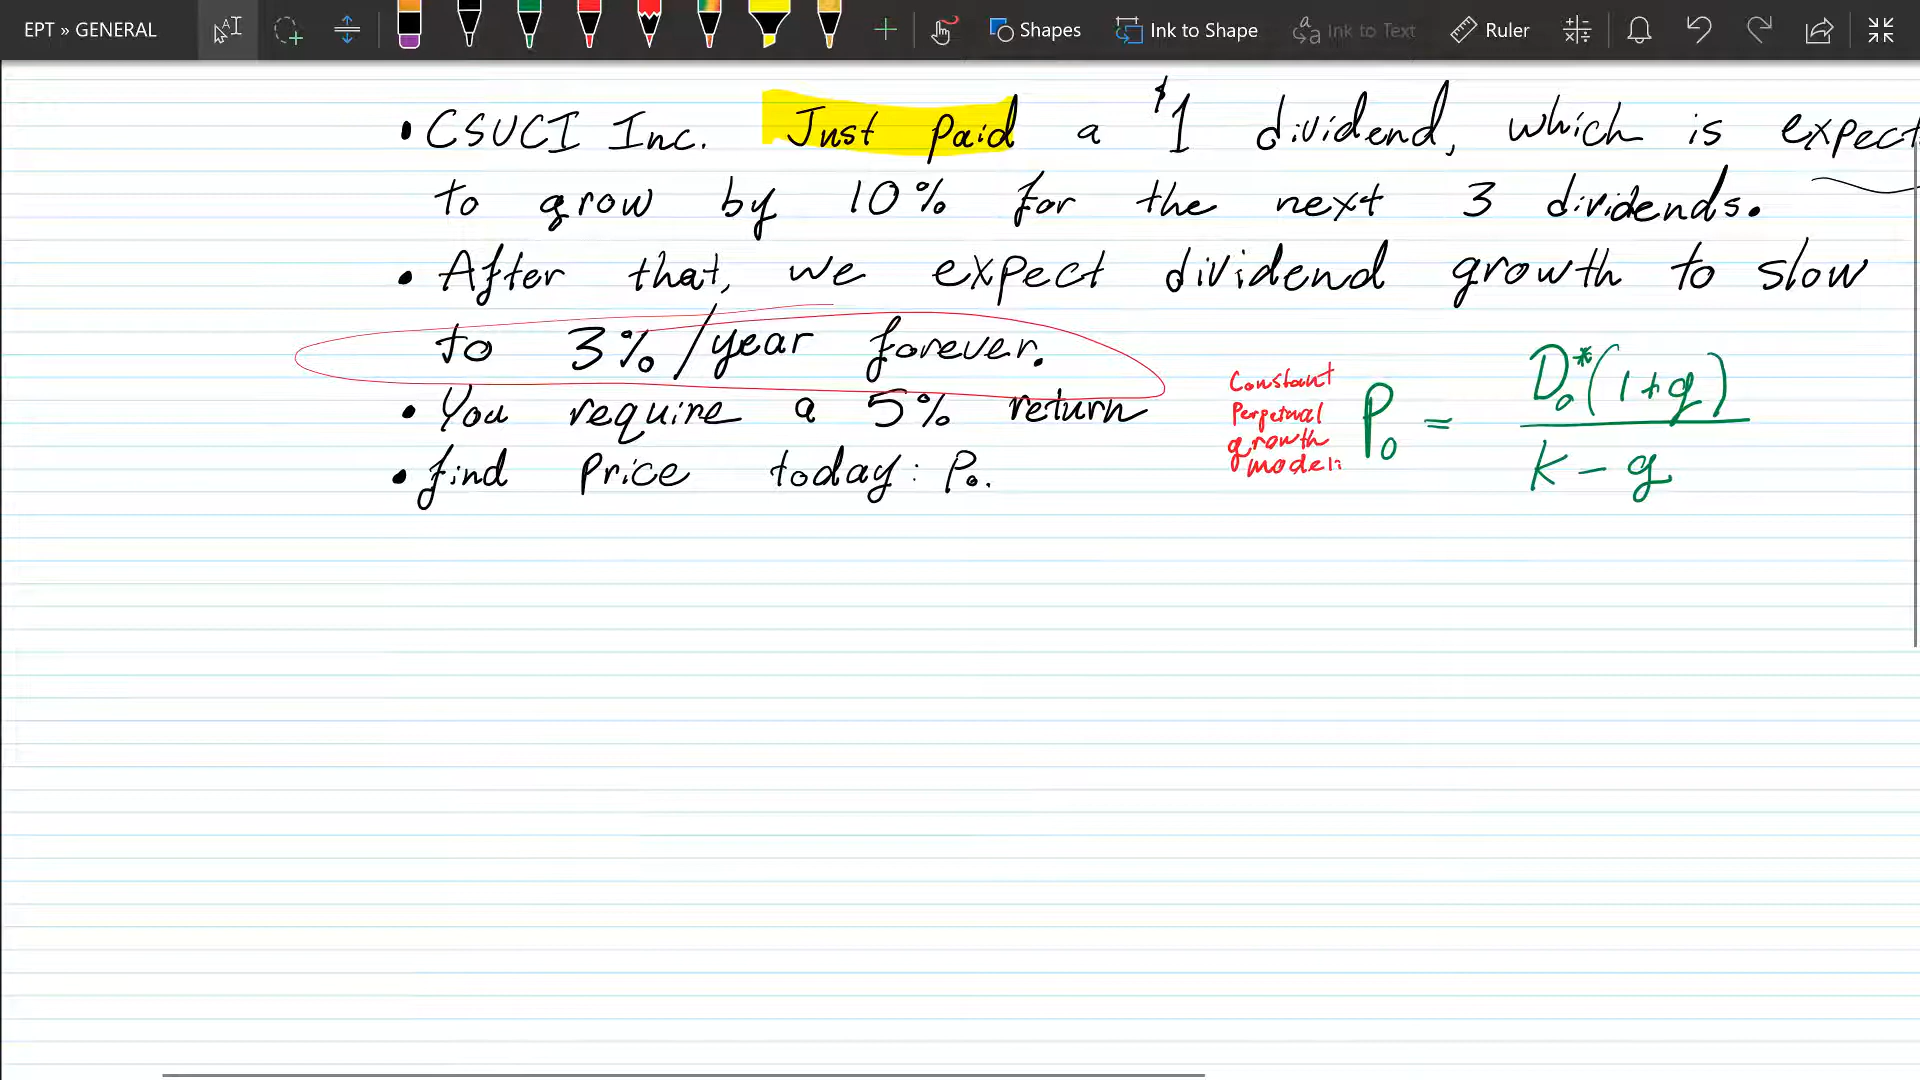 EPT » GENERAL
Shapes
Ink to Shape
Ink to Text
Ruler
• CSUCI Inc. Just Paid a $1 dividend, which is expect
to grow by 10% for the next 3 dividends.
• After that, we expect dividend growth to slow
to 3%/year forever.
• You require a 5% return
• find Price today: P₀.
Constant
Perpetual
growth
model:
P₀ = D₀*(1+g)
K - g